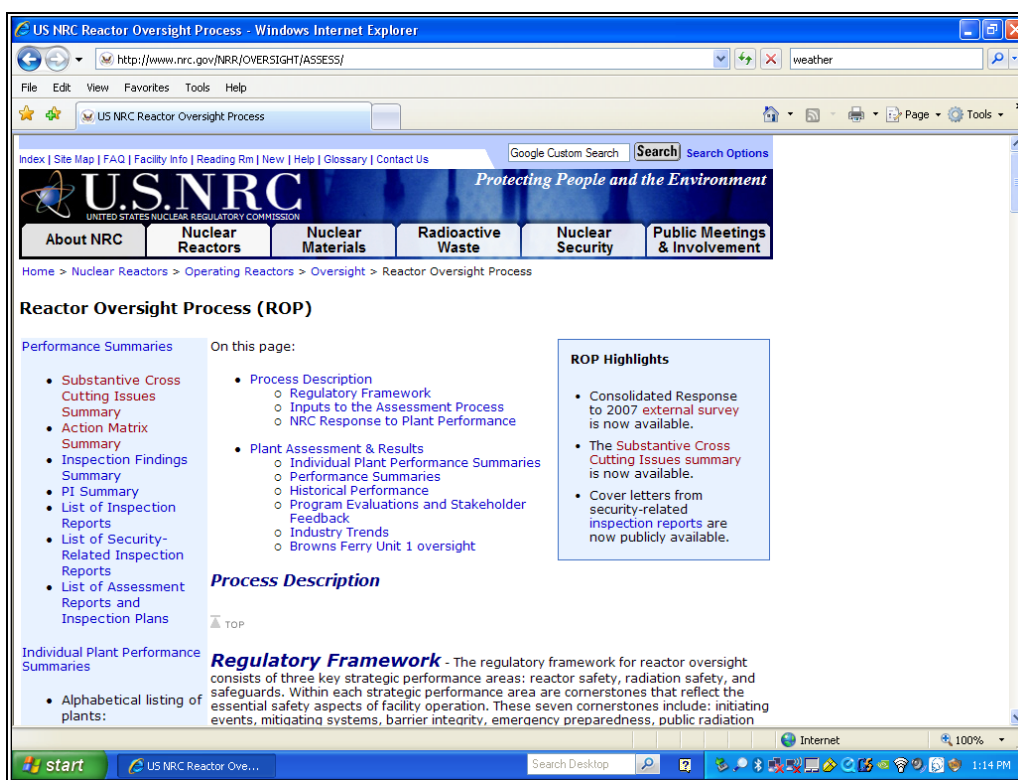 US NRC Reactor Oversight Process - Windows Internet Explorer
http://www.nrc.gov/NRR/OVERSIGHT/ASSESS/
weather
File Edit View Favorites Tools Help
US NRC Reactor Oversight Process
Page Tools
Index | Site Map | FAQ | Facility Info | Reading Rm | New | Help | Glossary | Contact Us
Google Custom Search Search Search Options
U.S.NRC
UNITED STATES NUCLEAR REGULATORY COMMISSION
Protecting People and the Environment
About NRC
Nuclear
Reactors
Nuclear
Materials
Radioactive
Waste
Nuclear
Security
Public Meetings
& Involvement
Home > Nuclear Reactors > Operating Reactors > Oversight > Reactor Oversight Process
Reactor Oversight Process (ROP)
Performance Summaries
• Substantive Cross
Cutting Issues
Summary
• Action Matrix
Summary
• Inspection Findings
Summary
• PI Summary
• List of Inspection
Reports
• List of Security-
Related Inspection
Reports
• List of Assessment
Reports and
Inspection Plans
Individual Plant Performance
Summaries
• Alphabetical listing of
plants:
On this page:
• Process Description
o Regulatory Framework
o Inputs to the Assessment Process
o NRC Response to Plant Performance
• Plant Assessment & Results
o Individual Plant Performance Summaries
o Performance Summaries
o Historical Performance
o Program Evaluations and Stakeholder
Feedback
o Industry Trends
o Browns Ferry Unit 1 oversight
ROP Highlights
• Consolidated Response
to 2007 external survey
is now available.
• The Substantive Cross
Cutting Issues summary
is now available.
• Cover letters from
security-related
inspection reports are
now publicly available.
Process Description
TOP
Regulatory Framework - The regulatory framework for reactor oversight
consists of three key strategic performance areas: reactor safety, radiation safety, and
safeguards. Within each strategic performance area are cornerstones that reflect the
essential safety aspects of facility operation. These seven cornerstones include: initiating
events, mitigating systems, barrier integrity, emergency preparedness, public radiation
Internet 100%
start
US NRC Reactor Ove...
Search Desktop
1:14 PM